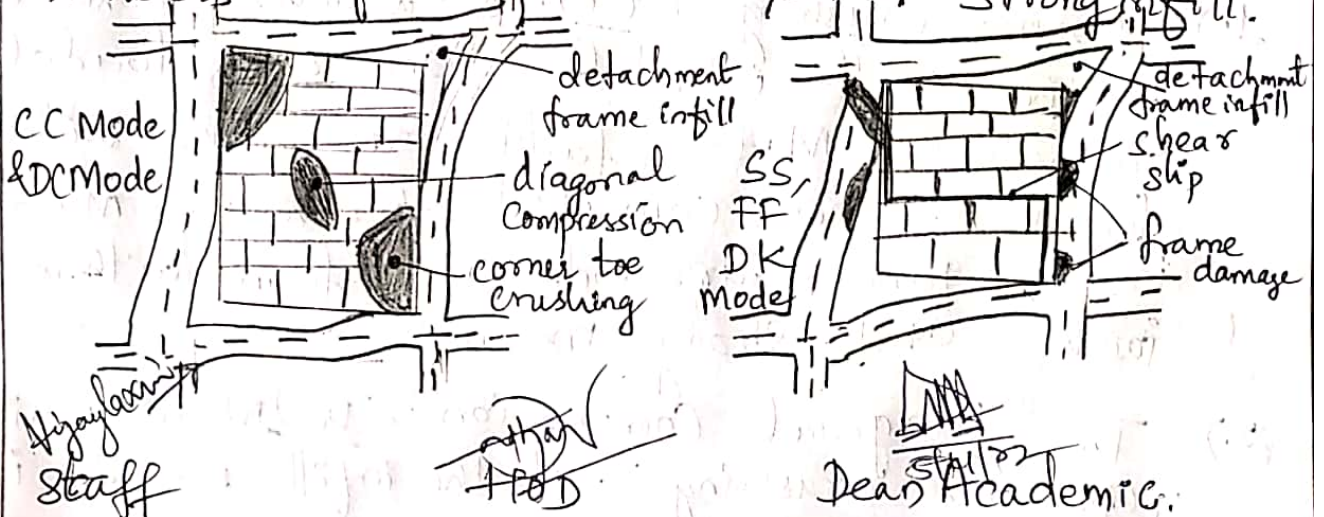 CC Mode
&DC Mode
detachment
frame infill
diagonal
compression
corner toe
crushing
Strong
detachment
frame infill
shear
slip
SS,
FF
DK
mode
frame
damage
Vijaylaxmi
Staff
HOD
Dean Academic.